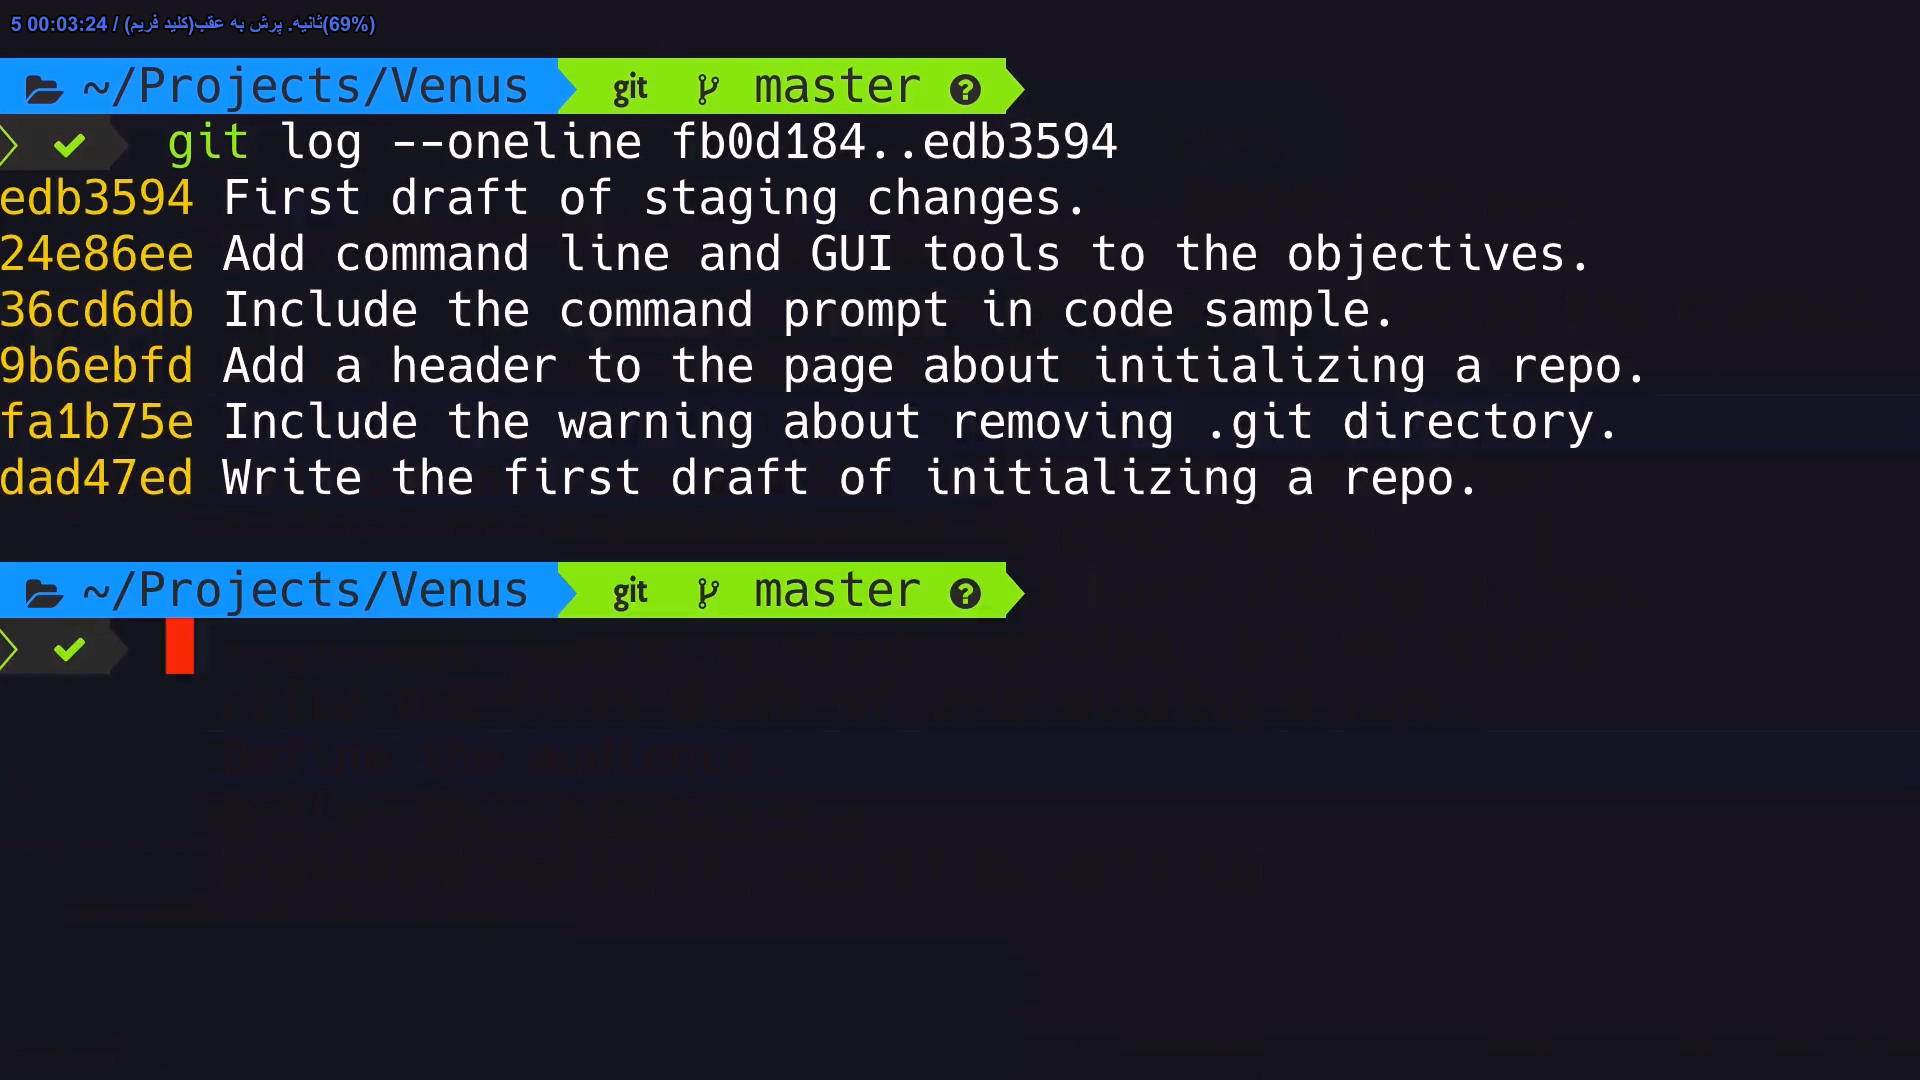 5 ثانیه. پرش به عقب(کلید فریم) / 00:03:24 (69%)
~/Projects/Venus git master ?
git log --oneline fb0d184..edb3594
edb3594 First draft of staging changes.
24e86ee Add command line and GUI tools to the objectives.
36cd6db Include the command prompt in code sample.
9b6ebfd Add a header to the page about initializing a repo.
fa1b75e Include the warning about removing .git directory.
dad47ed Write the first draft of initializing a repo.
~/Projects/Venus git master ?
Define the audience.